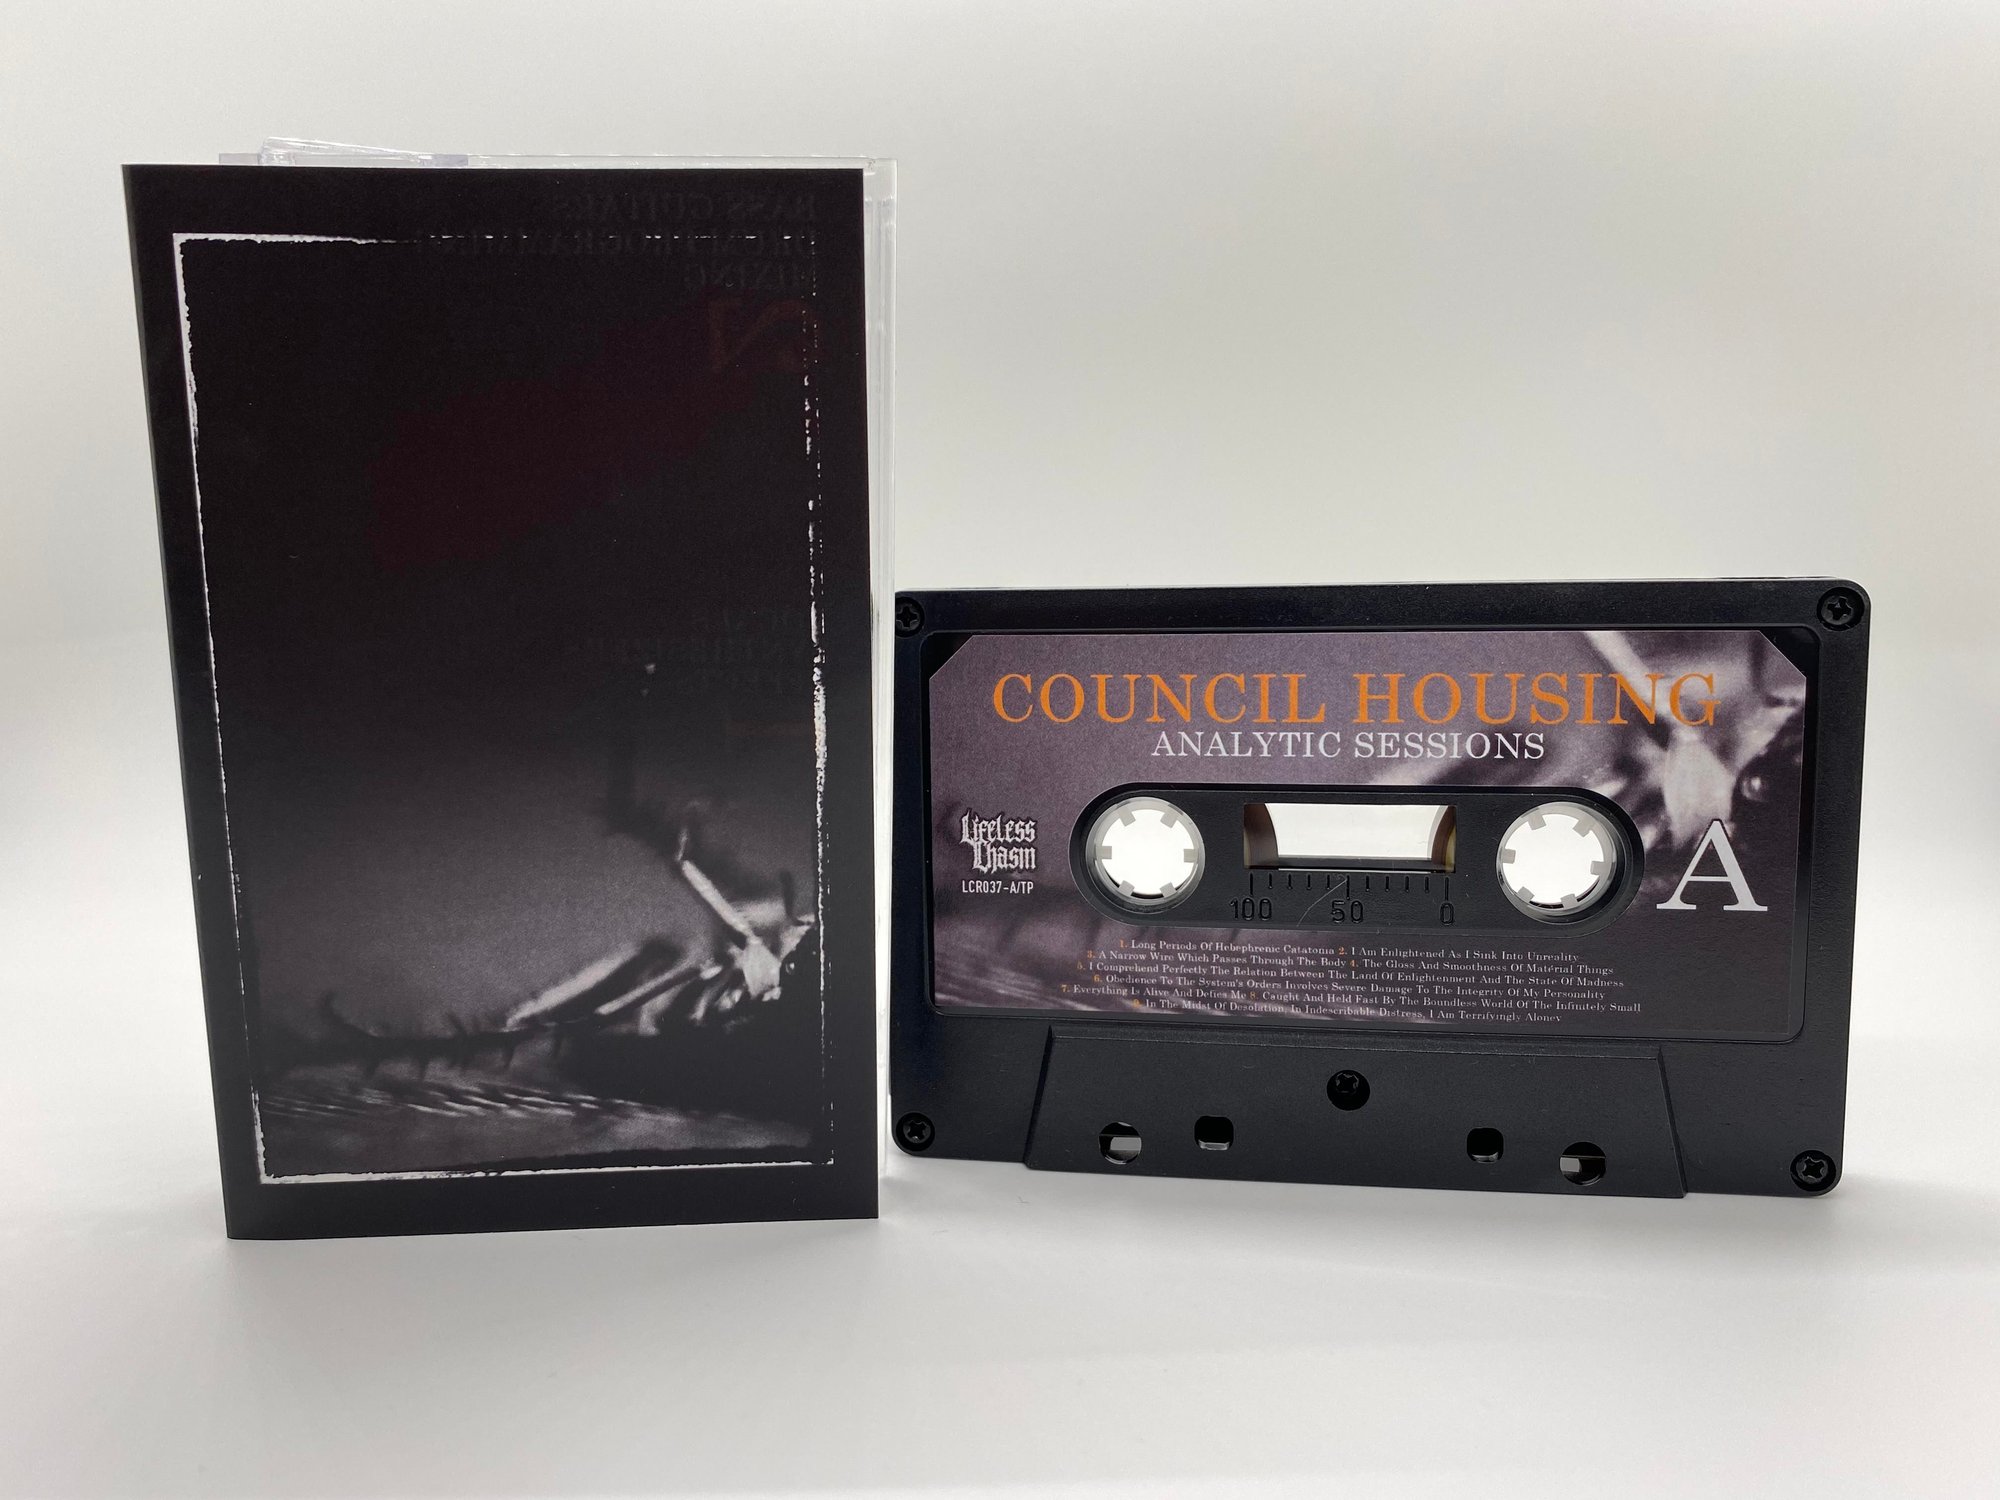 COUNCIL HOUSING
ANALYTIC SESSIONS
Lifeless
Chasm
LCR037-A/TP
A
100 50 0
1. Long Periods Of Hebephrenic Catatonia 2. I Am Enlightened As I Sink Into Unreality
3. A Narrow Wire Which Passes Through The Body 4. The Gloss And Smoothness Of Material Things
5. I Comprehend Perfectly The Relation Between The Land Of Enlightenment And The State Of Madness
6. Obedience To The System's Orders Involves Severe Damage To The Integrity Of My Personality
7. Everything Is Alive And Defies Me 8. Caught And Held Fast By The Boundless World Of The Infinitely Small
9. In The Midst Of Desolation, In Indescribable Distress, I Am Terrifyingly Alone